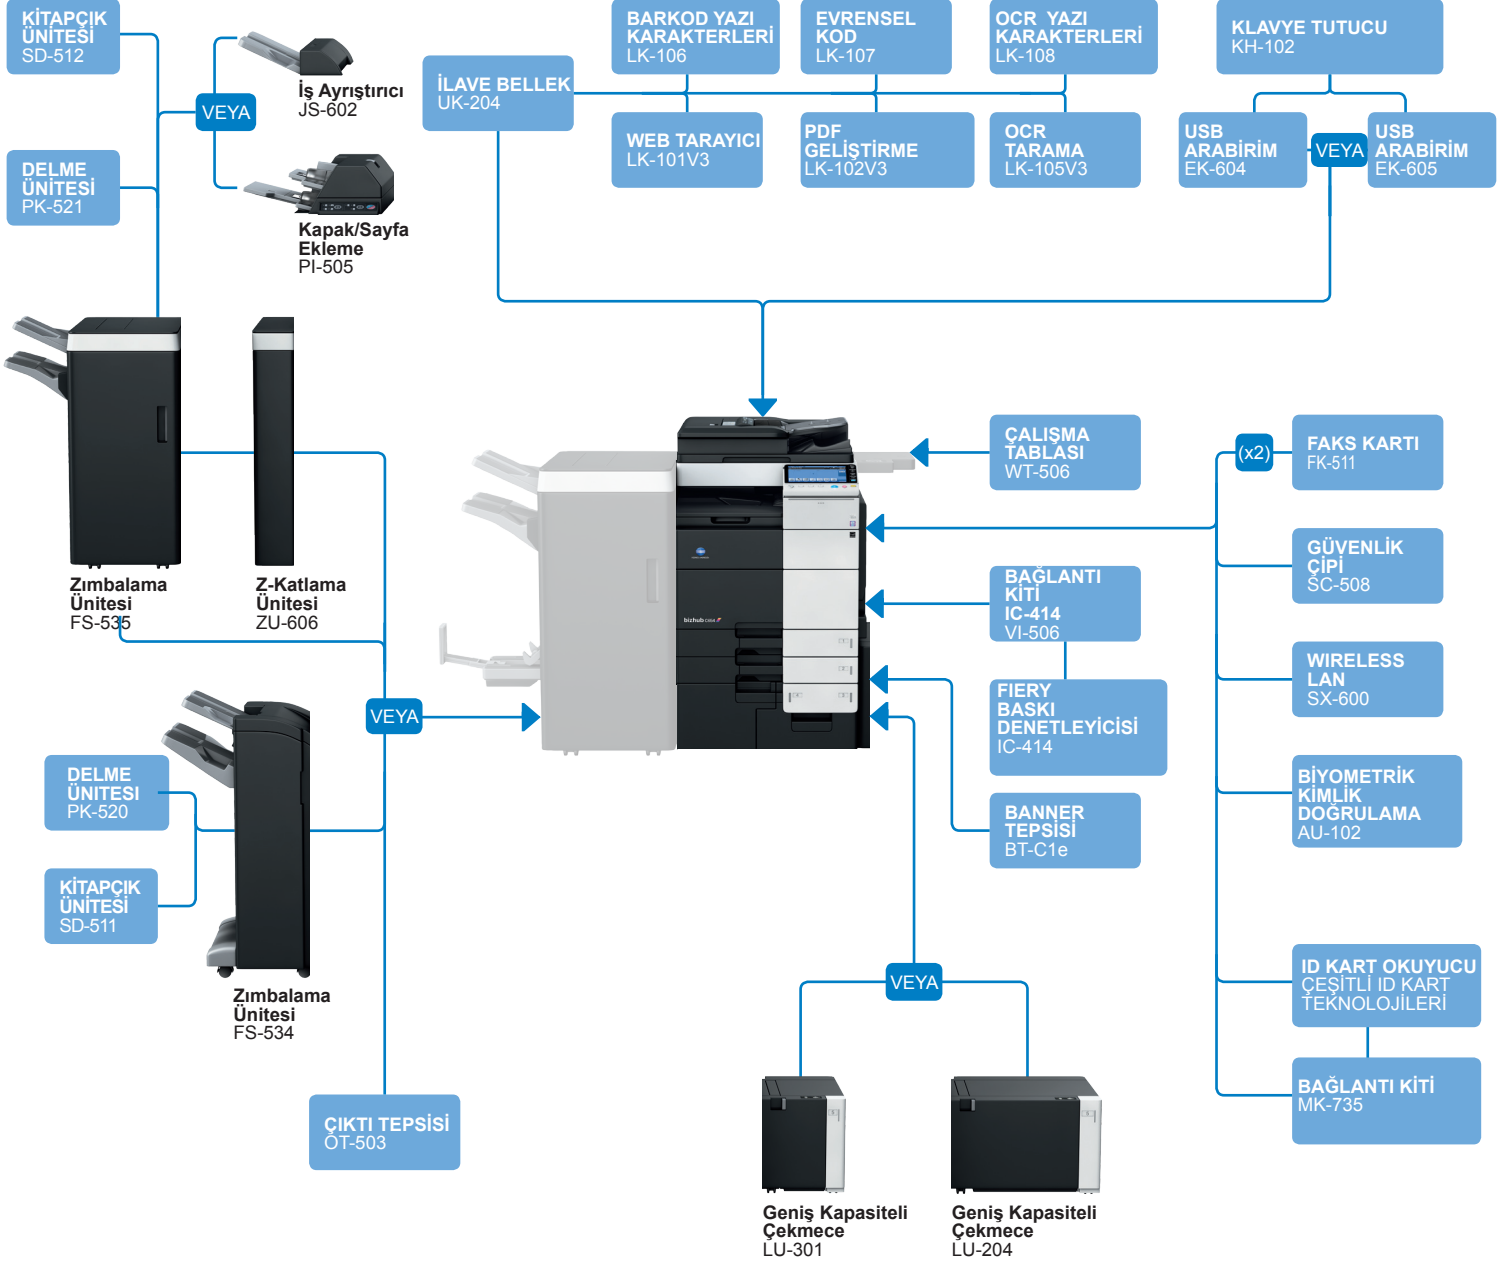 KİTAPÇIK
ÜNİTESİ
SD-512
DELME
ÜNİTESİ
PK-521
VEYA
İş Ayrıştırıcı
JS-602
Kapak/Sayfa
Ekleme
PI-505
İLAVE BELLEK
UK-204
BARKOD YAZI
KARAKTERLERİ
LK-106
EVRENSEL
KOD
LK-107
OCR YAZI
KARAKTERLERİ
LK-108
WEB TARAYICI
LK-101V3
PDF
GELİŞTİRME
LK-102V3
OCR
TARAMA
LK-105V3
KLAVYE TUTUCU
KH-102
USB
ARABİRİM
EK-604
VEYA
USB
ARABİRİM
EK-605
Zımbalama
Ünitesi
FS-535
Z-Katlama
Ünitesi
ZU-606
VEYA
DELME
ÜNITESI
PK-520
KİTAPÇIK
ÜNİTESİ
SD-511
Zımbalama
Ünitesi
FS-534
ÇIKTI TEPSİSİ
OT-503
bizhub
ÇALIŞMA
TABLASI
WT-506
BAĞLANTI
KİTİ
IC-414
VI-506
FIERY
BASKI
DENETLEYİCİSİ
IC-414
BANNER
TEPSİSİ
BT-C1e
VEYA
Geniş Kapasiteli
Çekmece
LU-301
Geniş Kapasiteli
Çekmece
LU-204
(x2)
FAKS KARTI
FK-511
GÜVENLİK
ÇİPİ
SC-508
WIRELESS
LAN
SX-600
BİYOMETRİK
KİMLİK
DOĞRULAMA
AU-102
ID KART OKUYUCU
ÇEŞİTLİ ID KART
TEKNOLOJİLERİ
BAĞLANTI KİTİ
MK-735